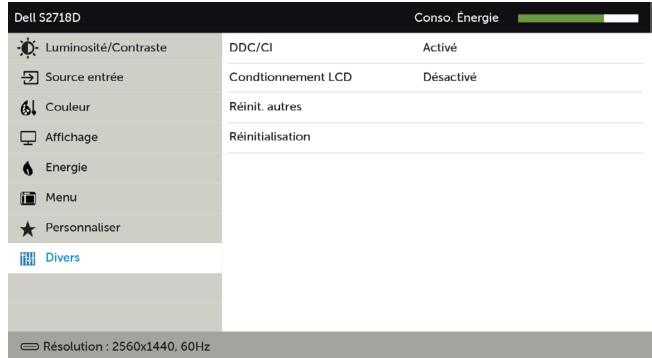 Dell S2718D Conso. Énergie
Luminosité/Contraste DDC/CI Activé
Source entrée Condtionnement LCD Désactivé
Couleur Réinit. autres
Affichage Réinitialisation
Energie
Menu
Personnaliser
Divers
Résolution : 2560x1440, 60Hz